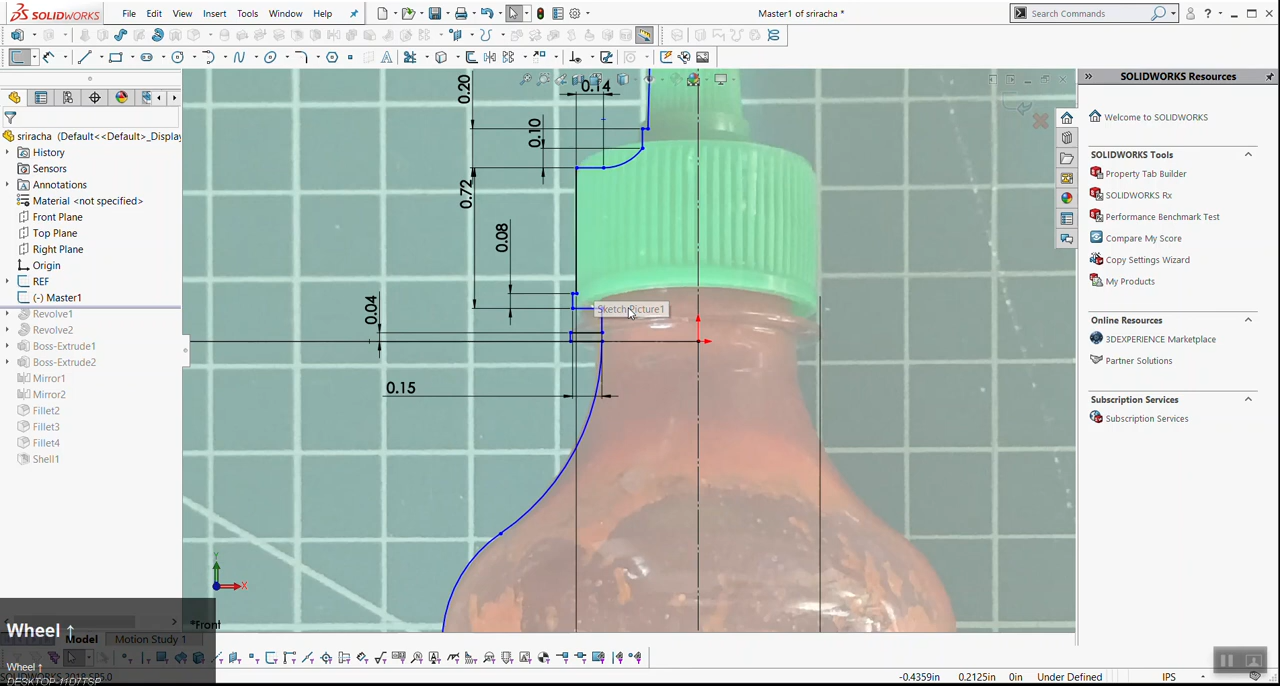 SOLIDWORKS
File Edit View Insert Tools Window Help
Master1 of sriracha *
Search Commands
SOLIDWORKS Resources
sriracha (Default<<Default>_Display
History
Sensors
Annotations
Material <not specified>
Front Plane
Top Plane
Right Plane
Origin
REF
(-) Master1
Revolve1
Revolve2
Boss-Extrude1
Boss-Extrude2
Mirror1
Mirror2
Fillet2
Fillet3
Fillet4
Shell1
0.20
0.14
0.10
0.72
0.08
0.04
0.15
Sketch Picture1
Y
X
*Front
Welcome to SOLIDWORKS
SOLIDWORKS Tools
Property Tab Builder
SOLIDWORKS Rx
Performance Benchmark Test
Compare My Score
Copy Settings Wizard
My Products
Online Resources
3DEXPERIENCE Marketplace
Partner Solutions
Subscription Services
Subscription Services
Wheel ↑
Model Motion Study 1
Wheel ↑
-0.4359in 0.2125in 0in Under Defined IPS